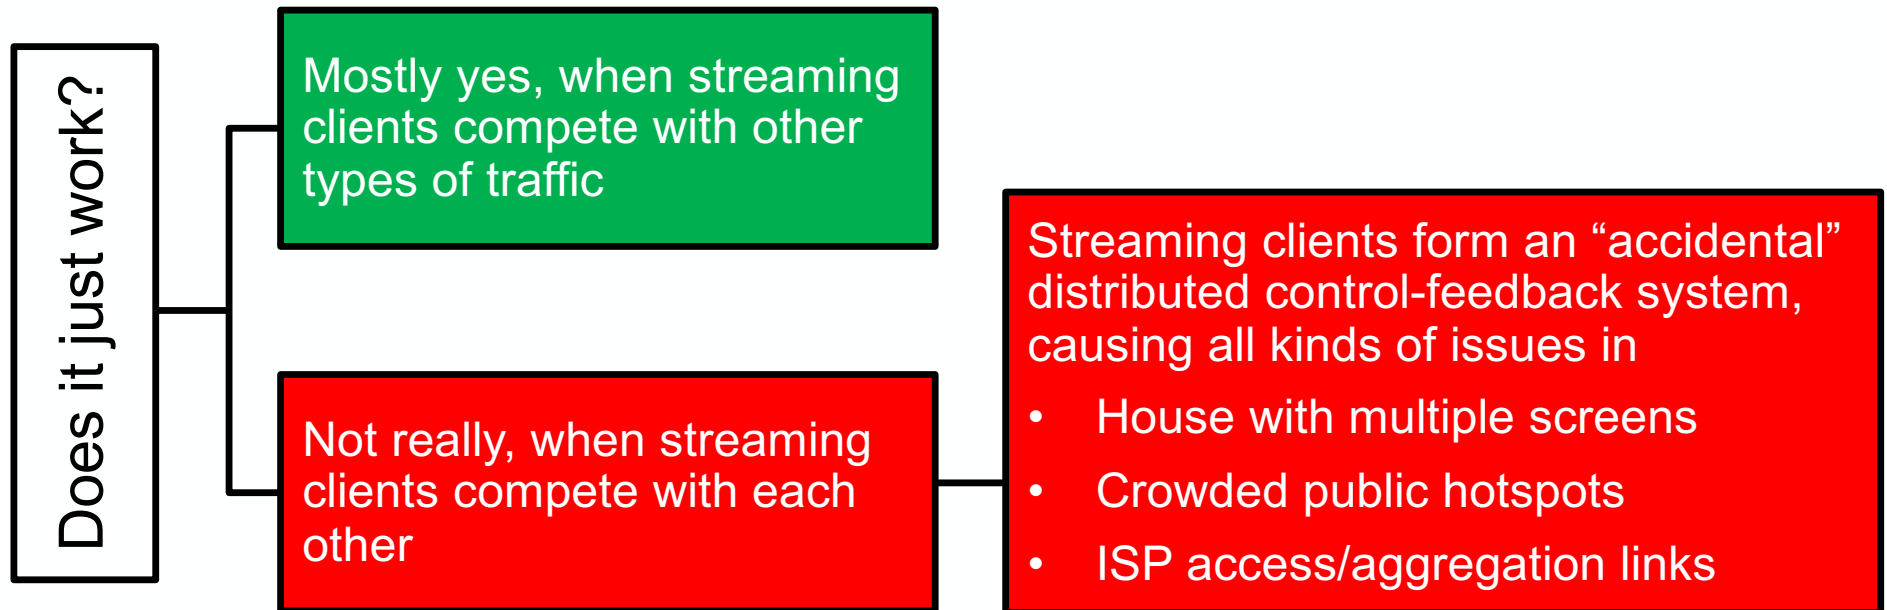 Does it just work?
Mostly yes, when streaming
clients compete with other
types of traffic
Not really, when streaming
clients compete with each
other
Streaming clients form an “accidental”
distributed control-feedback system,
causing all kinds of issues in
• House with multiple screens
• Crowded public hotspots
• ISP access/aggregation links